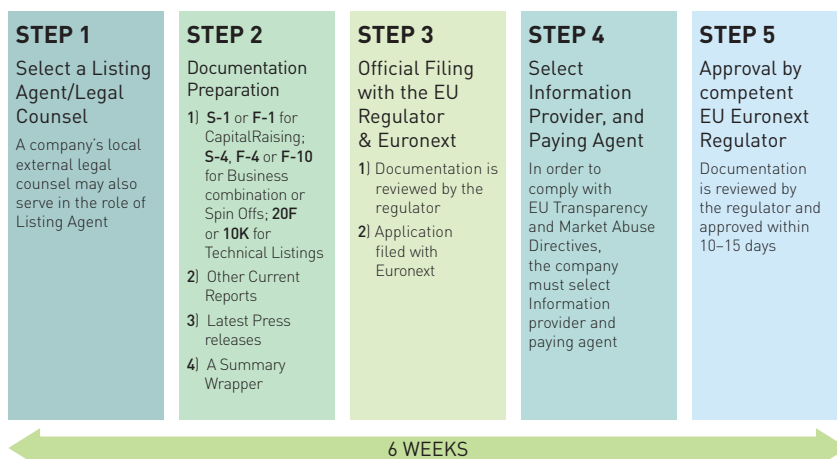 STEP 1
Select a Listing
Agent/Legal
Counsel
A company's local
external legal
counsel may also
serve in the role of
Listing Agent
STEP 2
Documentation
Preparation
1) S-1 or F-1 for
CapitalRaising;
S-4, F-4 or F-10
for Business
combination or
Spin Offs; 20F
or 10K for
Technical Listings
2) Other Current
Reports
3) Latest Press
releases
4) A Summary
Wrapper
STEP 3
Official Filing
with the EU
Regulator
& Euronext
1) Documentation is
reviewed by the
regulator
2) Application
filed with
Euronext
STEP 4
Select
Information
Provider, and
Paying Agent
In order to
comply with
EU Transparency
and Market Abuse
Directives,
the company
must select
Information
provider and
paying agent
STEP 5
Approval by
competent
EU Euronext
Regulator
Documentation
is reviewed by
the regulator and
approved within
10–15 days
6 WEEKS